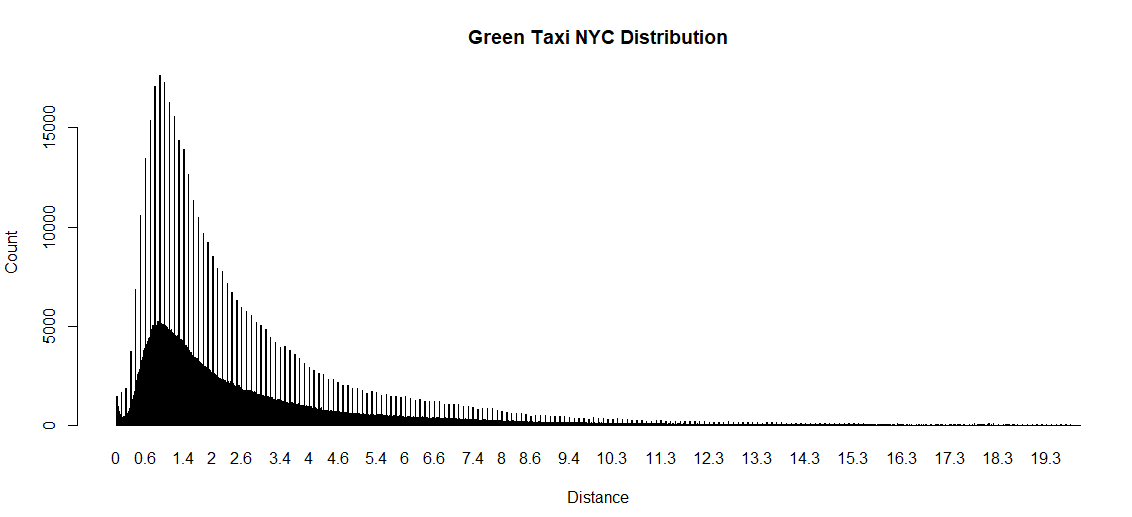 Green Taxi NYC Distribution
Count
15000
10000
5000
0
0 0.6 1.4 2 2.6 3.4 4 4.6 5.4 6 6.6 7.4 8 8.6 9.4 10.3 11.3 12.3 13.3 14.3 15.3 16.3 17.3 18.3 19.3
Distance